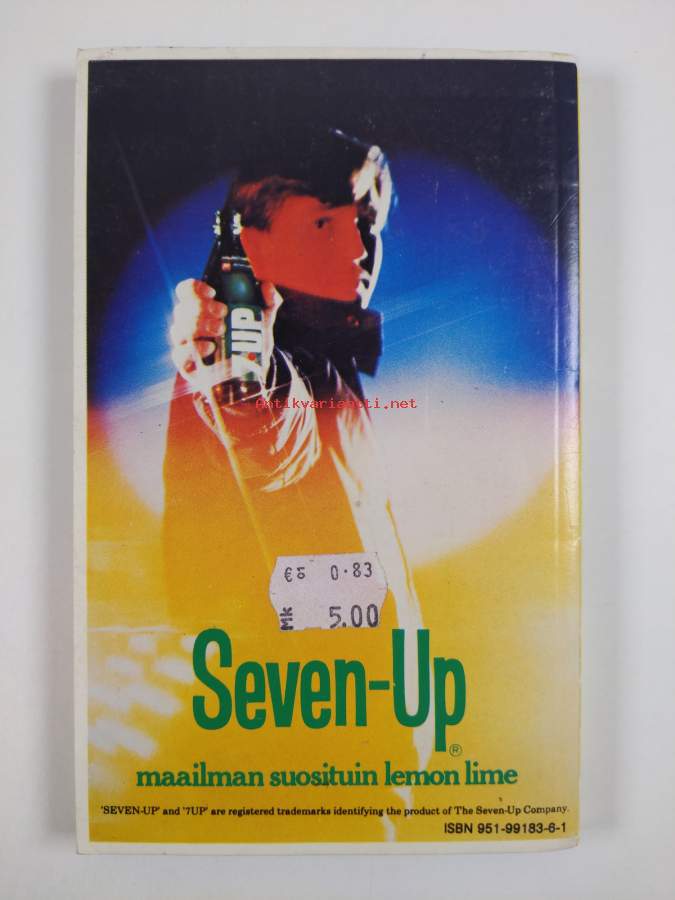 7UP
Antikvariaatti.net
€ 0.83
Mk 5.00
Seven-Up
®
maailman suosituin lemon lime
'SEVEN-UP' and '7UP' are registered trademarks identifying the product of The Seven-Up Company.
ISBN 951-99183-6-1